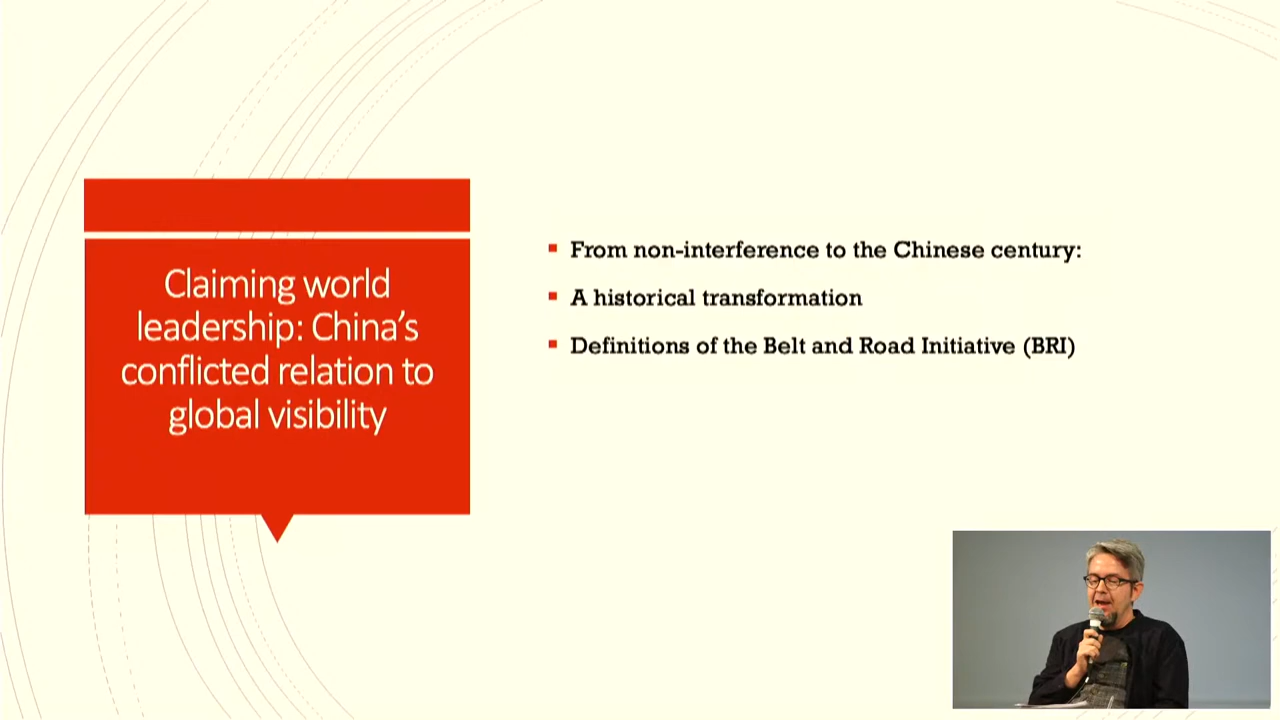 Claiming world
leadership: China’s
conflicted relation to
global visibility
From non-interference to the Chinese century:
A historical transformation
Definitions of the Belt and Road Initiative (BRI)